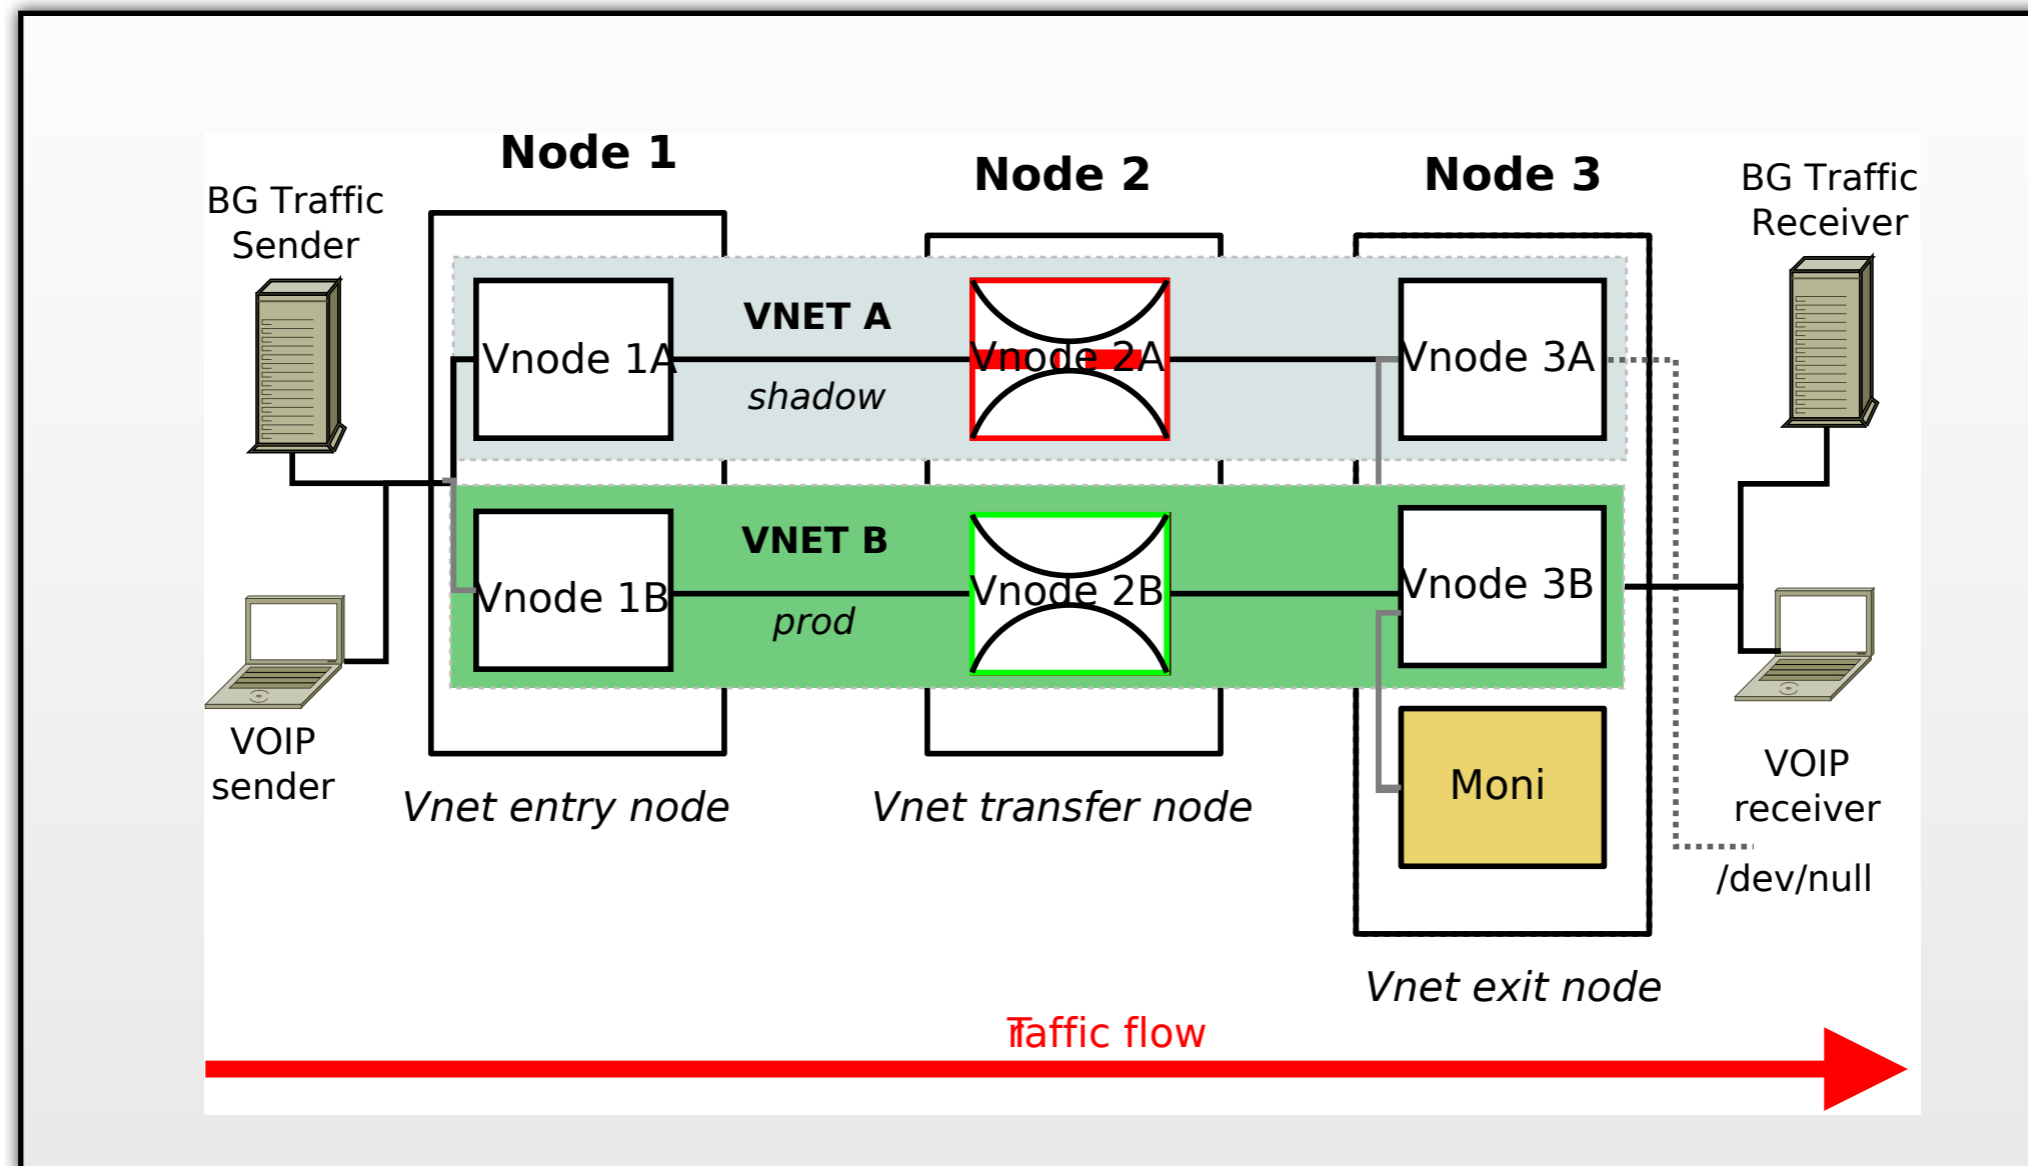 Node 1
Node 2
Node 3
BG Traffic
Sender
BG Traffic
Receiver
VNET A
Vnode 1A
Vnode 2A
Vnode 3A
shadow
VNET B
Vnode 1B
Vnode 2B
Vnode 3B
prod
VOIP
sender
Moni
VOIP
receiver
Vnet entry node
Vnet transfer node
/dev/null
Vnet exit node
Traffic flow